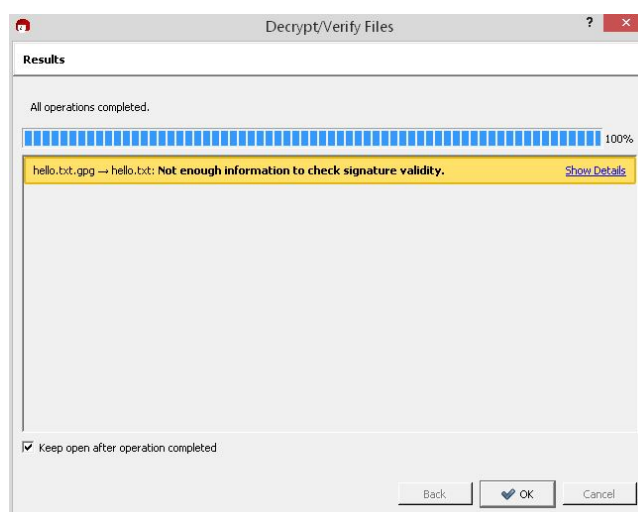 Decrypt/Verify Files
? ×
Results
All operations completed.
100%
hello.txt.gpg → hello.txt: Not enough information to check signature validity. Show Details
Keep open after operation completed
Back OK Cancel